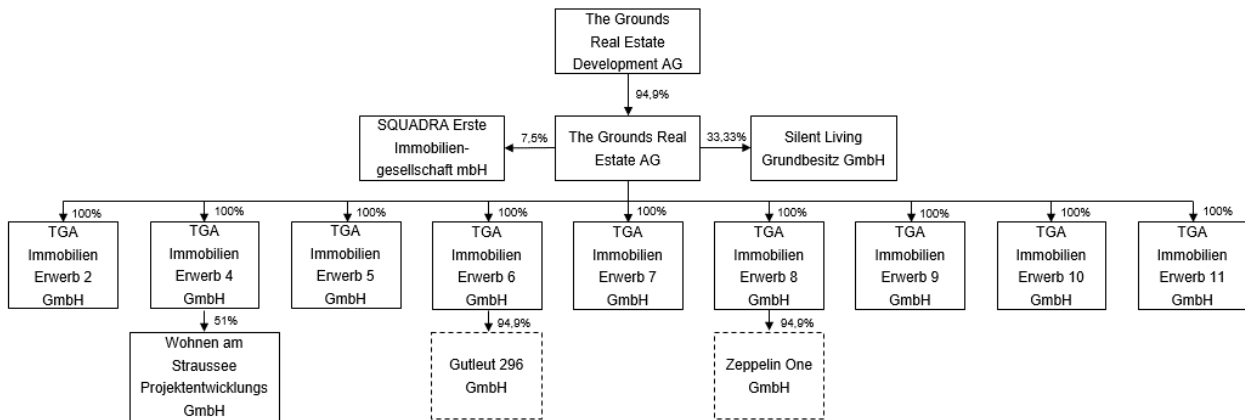 The Grounds
Real Estate
Development AG
94,9%
SQUADRA Erste
Immobilien-
gesellschaft mbH
7,5%
The Grounds Real
Estate AG
33,33%
Silent Living
Grundbesitz GmbH
100%
100%
100%
100%
100%
100%
100%
100%
100%
TGA
Immobilien
Erwerb 2
GmbH
TGA
Immobilien
Erwerb 4
GmbH
TGA
Immobilien
Erwerb 5
GmbH
TGA
Immobilien
Erwerb 6
GmbH
TGA
Immobilien
Erwerb 7
GmbH
TGA
Immobilien
Erwerb 8
GmbH
TGA
Immobilien
Erwerb 9
GmbH
TGA
Immobilien
Erwerb 10
GmbH
TGA
Immobilien
Erwerb 11
GmbH
51%
94,9%
94,9%
Wohnen am
Straussee
Projektentwicklungs
GmbH
Gutleut 296
GmbH
Zeppelin One
GmbH